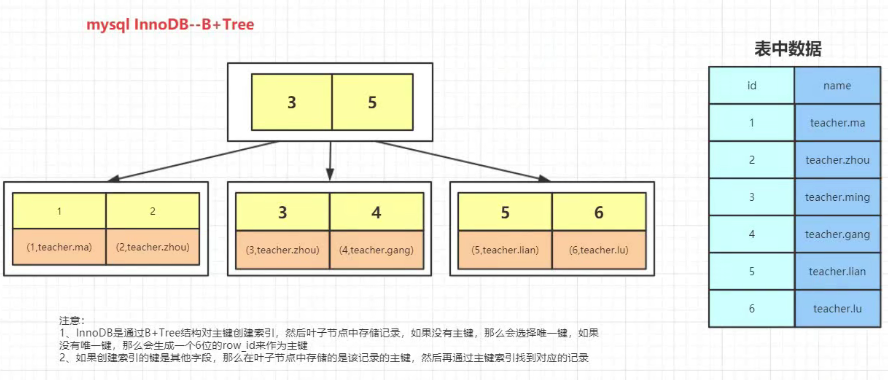 mysql InnoDB--B+Tree
表中数据
3 5
id name
1 teacher.ma
2 teacher.zhou
3 teacher.ming
4 teacher.gang
5 teacher.lian
6 teacher.lu
1 2 3 4 5 6
(1,teacher.ma) (2,teacher.zhou) (3,teacher.zhou) (4,teacher.gang) (5,teacher.lian) (6,teacher.lu)
注意：
1、InnoDB是通过B+Tree结构对主键创建索引，然后叶子节点中存储记录，如果没有主键，那么会选择唯一键，如果
没有唯一键，那么会生成一个6位的row_id来作为主键
2、如果创建索引的键是其他字段，那么在叶子节点中存储的是该记录的主键，然后再通过主键索引找到对应的记录